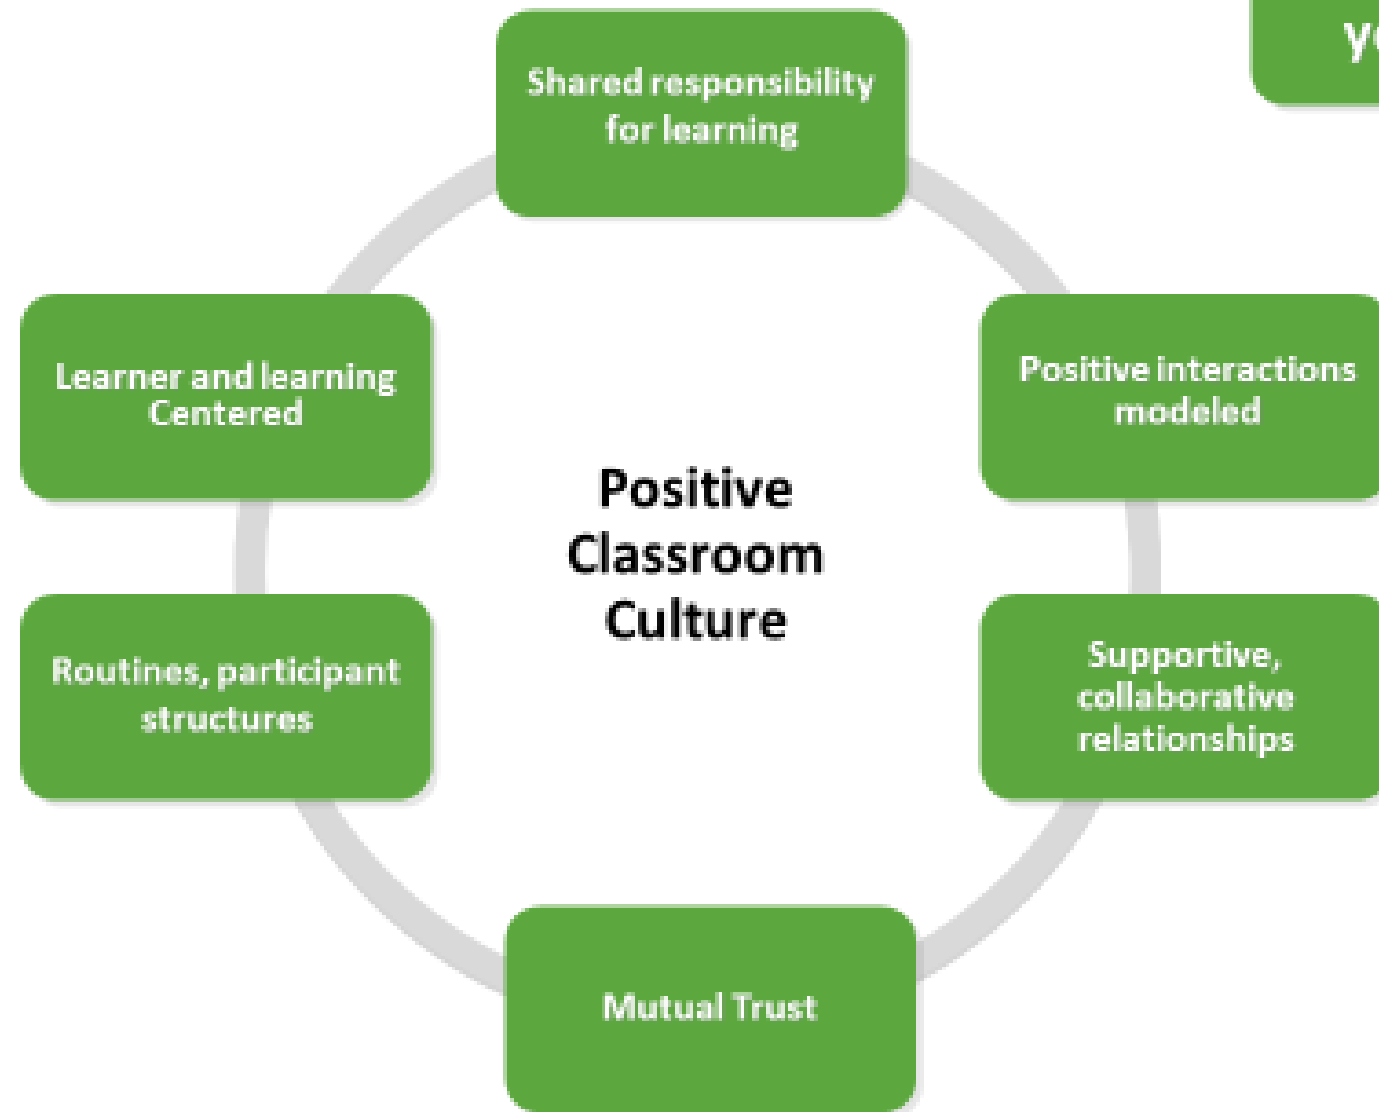 Shared responsibility
for learning
Learner and learning
Centered
Positive interactions
modeled
Positive
Classroom
Culture
Routines, participant
structures
Supportive,
collaborative
relationships
Mutual Trust